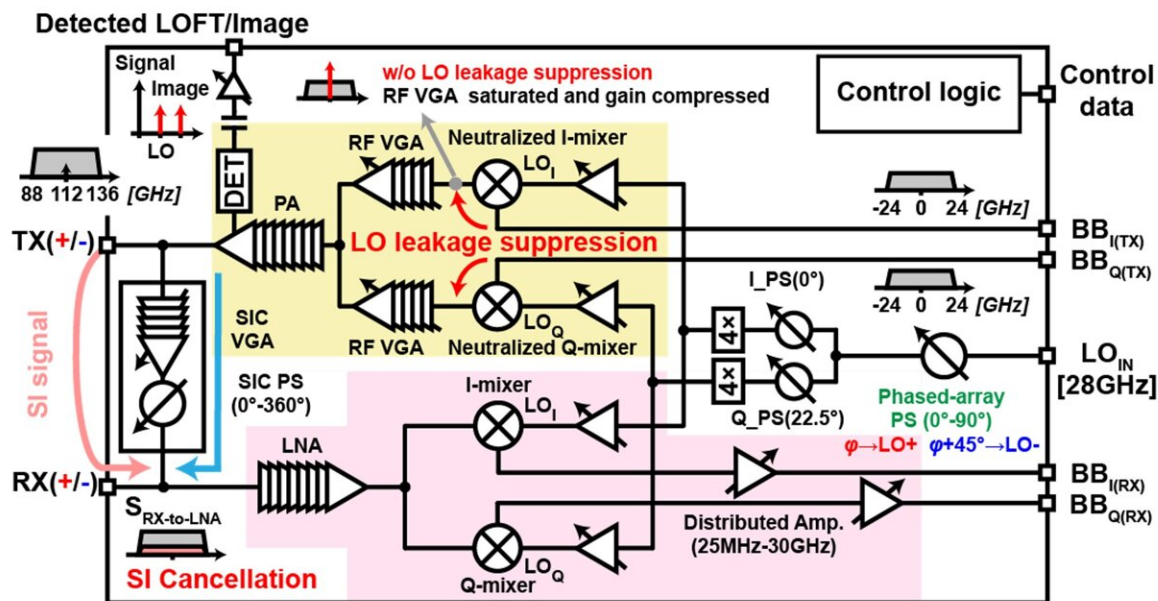 Detected LOFT/Image
Signal
Image
LO
w/o LO leakage suppression
RF VGA saturated and gain compressed
Control logic
Control
data
88 112 136 [GHz]
DET
RF VGA
Neutralized I-mixer
LOI
PA
-24 0 24 [GHz]
TX(+/-)
LO leakage suppression
BBI(TX)
BBQ(TX)
SI signal
SIC
VGA
RF VGA
LOQ
Neutralized Q-mixer
I_PS(0°)
4×
-24 0 24 [GHz]
LOIN
[28GHz]
SIC PS
(0°-360°)
I-mixer
LOI
4×
Q_PS(22.5°)
Phased-array
PS (0°-90°)
φ→LO+ φ+45°→LO-
LNA
RX(+/-)
BBI(RX)
BBQ(RX)
SRX-to-LNA
Distributed Amp.
(25MHz-30GHz)
SI Cancellation
LOQ
Q-mixer